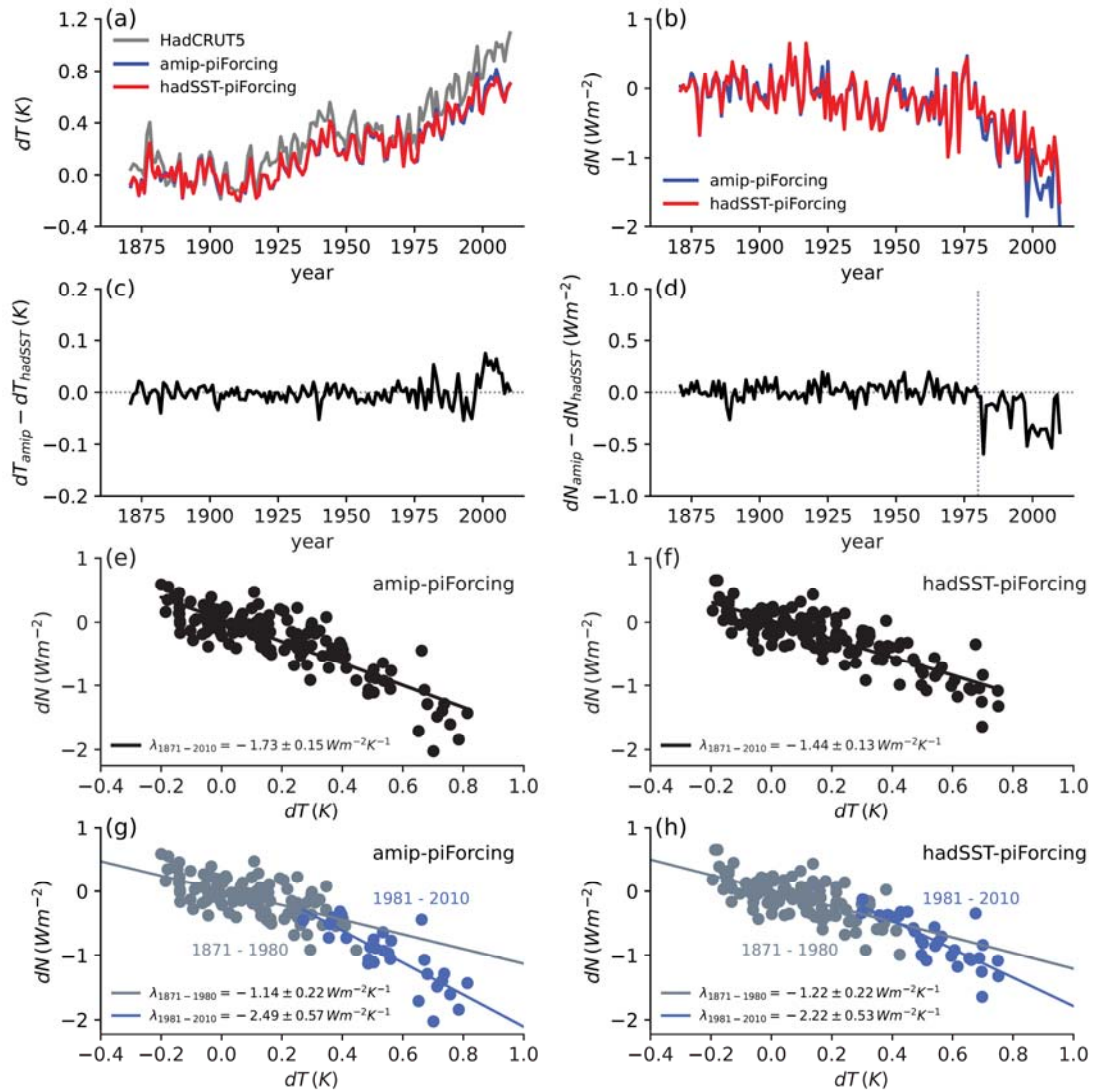 (a)
dT (K)
1.2
0.8
0.4
0.0
−0.4
HadCRUT5
amip-piForcing
hadSST-piForcing
1875 1900 1925 1950 1975 2000
year
(b)
dN (Wm⁻²)
1
0
−1
−2
amip-piForcing
hadSST-piForcing
1875 1900 1925 1950 1975 2000
year
(c)
dT_amip − dT_hadSST (K)
0.2
0.1
0.0
−0.1
−0.2
1875 1900 1925 1950 1975 2000
year
(d)
dN_amip − dN_hadSST (Wm⁻²)
1.0
0.5
0.0
−0.5
−1.0
1875 1900 1925 1950 1975 2000
year
(e)
amip-piForcing
dN (Wm⁻²)
1
0
−1
−2
λ₁₈₇₁₋₂₀₁₀ = − 1.73 ± 0.15 Wm⁻²K⁻¹
−0.4 −0.2 0.0 0.2 0.4 0.6 0.8 1.0
dT (K)
(f)
hadSST-piForcing
dN (Wm⁻²)
1
0
−1
−2
λ₁₈₇₁₋₂₀₁₀ = − 1.44 ± 0.13 Wm⁻²K⁻¹
−0.4 −0.2 0.0 0.2 0.4 0.6 0.8 1.0
dT (K)
(g)
amip-piForcing
dN (Wm⁻²)
1
0
−1
−2
1981 - 2010
1871 - 1980
λ₁₈₇₁₋₁₉₈₀ = − 1.14 ± 0.22 Wm⁻²K⁻¹
λ₁₉₈₁₋₂₀₁₀ = − 2.49 ± 0.57 Wm⁻²K⁻¹
−0.4 −0.2 0.0 0.2 0.4 0.6 0.8 1.0
dT (K)
(h)
hadSST-piForcing
dN (Wm⁻²)
1
0
−1
−2
1981 - 2010
1871 - 1980
λ₁₈₇₁₋₁₉₈₀ = − 1.22 ± 0.22 Wm⁻²K⁻¹
λ₁₉₈₁₋₂₀₁₀ = − 2.22 ± 0.53 Wm⁻²K⁻¹
−0.4 −0.2 0.0 0.2 0.4 0.6 0.8 1.0
dT (K)